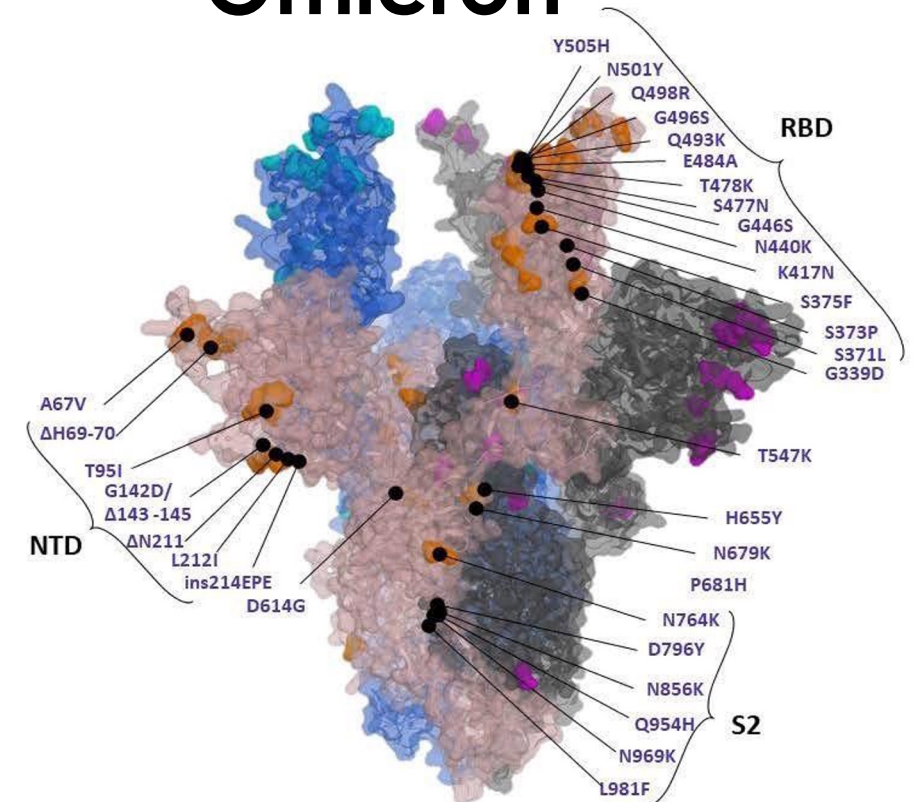 Omicron
Y505H
N501Y
Q498R
G496S
Q493K
E484A
T478K
S477N
G446S
N440K
K417N
S375F
S373P
S371L
G339D
RBD
A67V
ΔH69-70
T95I
G142D/
Δ143 -145
ΔN211
L212I
ins214EPE
D614G
NTD
T547K
H655Y
N679K
P681H
N764K
D796Y
N856K
Q954H
N969K
L981F
S2